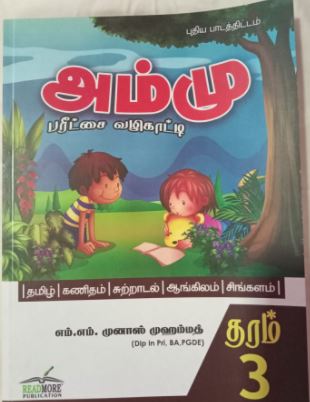 புதிய பாடத்திட்டம்
அம்மு
பரீட்சை வழிகாட்டி
தமிழ் | கணிதம் | சுற்றாடல் | ஆங்கிலம் | சிங்களம் |
எம்.எம். முனாஸ் முஹம்மத்
(Dip in Pri, BA,PGDE)
தரம்
3
READMORE
PUBLICATION